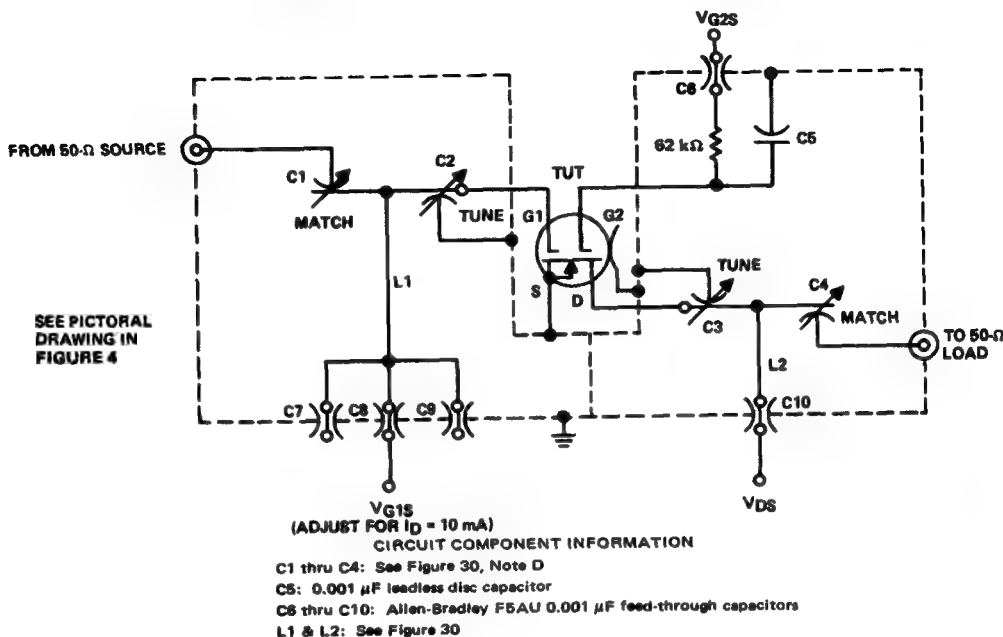 VG2S
C6
62 kΩ
C5
FROM 50-Ω SOURCE
C1
MATCH
C2
TUNE
TUT
G1
G2
S
D
TUNE
C3
C4
MATCH
TO 50-Ω
LOAD
L1
L2
SEE PICTORAL
DRAWING IN
FIGURE 4
C7
C8
C9
C10
VG1S
(ADJUST FOR ID = 10 mA)
VDS
CIRCUIT COMPONENT INFORMATION
C1 thru C4: See Figure 30, Note D
C5: 0.001 μF leadless disc capacitor
C6 thru C10: Allen-Bradley F5AU 0.001 μF feed-through capacitors
L1 & L2: See Figure 30